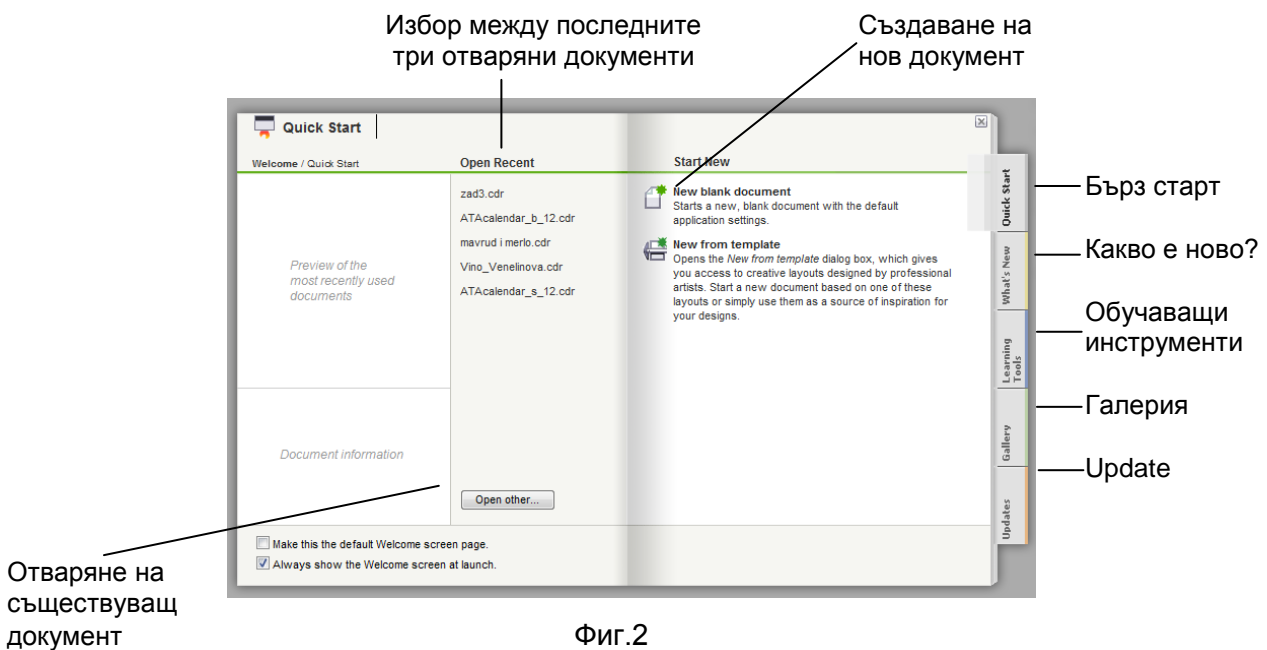 Избор между последните
три отваряни документи
Създаване на
нов документ
Quick Start
Welcome / Quick Start
Open Recent
Start New
zad3.cdr
ATAcalendar_b_12.cdr
mavrud i merlo.cdr
Vino_Venelinova.cdr
ATAcalendar_s_12.cdr
Preview of the
most recently used
documents
Document information
Open other...
New blank document
Starts a new, blank document with the default
application settings.
New from template
Opens the New from template dialog box, which gives
you access to creative layouts designed by professional
artists. Start a new document based on one of these
layouts or simply use them as a source of inspiration for
your designs.
Make this the default Welcome screen page.
Always show the Welcome screen at launch.
Quick Start
What's New
Learning
Tools
Gallery
Updates
Бърз старт
Какво е ново?
Обучаващи
инструменти
Галерия
Update
Отваряне на
съществуващ
документ
Фиг.2